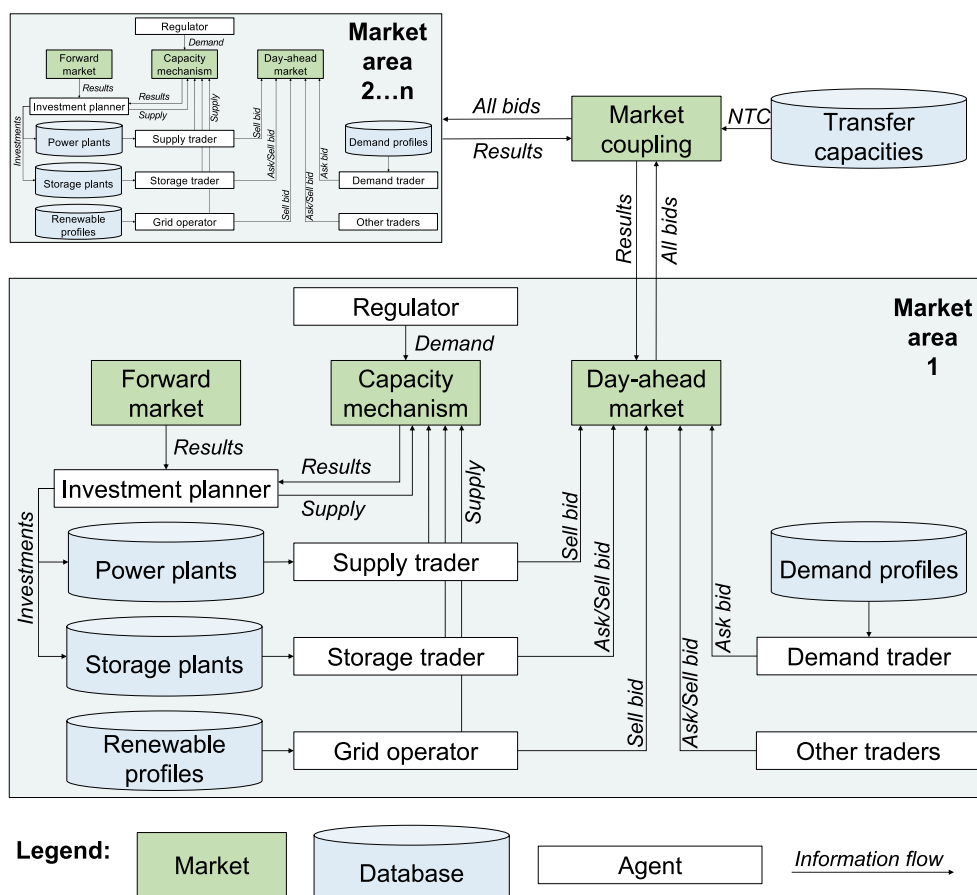 Regulator
Demand
Market
area
2...n
Forward
market
Capacity
mechanism
Day-ahead
market
Results
Results
Supply
Investment planner
Supply
Sell bid
Ask/Sell bid
Sell bid
Ask/Sell bid
Ask bid
Investments
Power plants
Supply trader
Demand profiles
Storage plants
Storage trader
Demand trader
Renewable
profiles
Grid operator
Other traders
All bids
Results
Market
coupling
NTC
Transfer
capacities
Results
All bids
Market
area
1
Regulator
Demand
Forward
market
Capacity
mechanism
Day-ahead
market
Results
Results
Investment planner
Supply
Supply
Sell bid
Ask/Sell bid
Sell bid
Ask/Sell bid
Ask bid
Investments
Power plants
Supply trader
Demand profiles
Storage plants
Storage trader
Demand trader
Renewable
profiles
Grid operator
Other traders
Legend:
Market
Database
Agent
Information flow